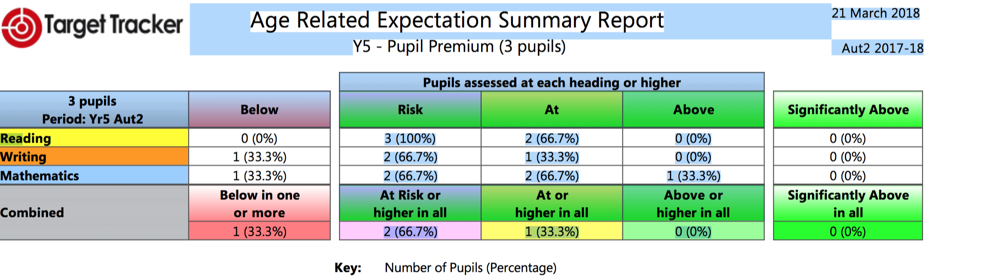 Target Tracker
Age Related Expectation Summary Report
21 March 2018
Y5 - Pupil Premium (3 pupils)
Aut2 2017-18
Pupils assessed at each heading or higher
3 pupils
Period: Yr5 Aut2
Below
Risk
At
Above
Significantly Above
Reading 0 (0%) 3 (100%) 2 (66.7%) 0 (0%) 0 (0%)
Writing 1 (33.3%) 2 (66.7%) 1 (33.3%) 0 (0%) 0 (0%)
Mathematics 1 (33.3%) 2 (66.7%) 2 (66.7%) 1 (33.3%) 0 (0%)
Combined
Below in one
or more
At Risk or
higher in all
At or
higher in all
Above or
higher in all
Significantly Above
in all
1 (33.3%) 2 (66.7%) 1 (33.3%) 0 (0%) 0 (0%)
Key: Number of Pupils (Percentage)